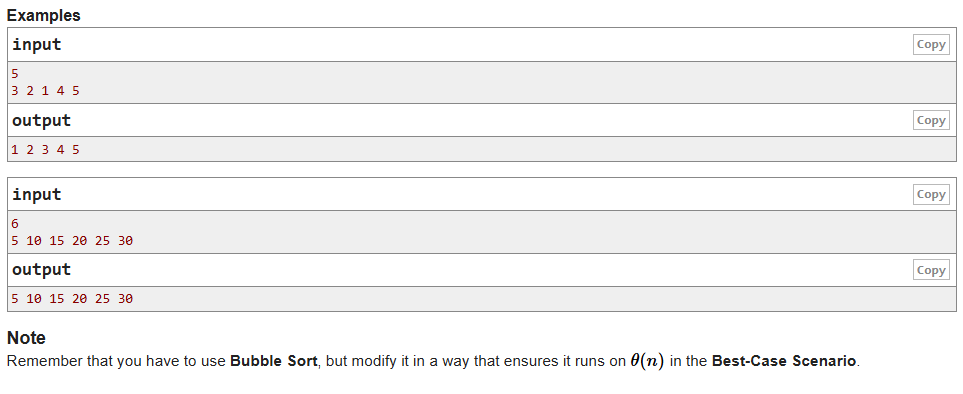 Examples
input
Copy
5
3 2 1 4 5
output
Copy
1 2 3 4 5
input
Copy
6
5 10 15 20 25 30
output
Copy
5 10 15 20 25 30
Note
Remember that you have to use Bubble Sort, but modify it in a way that ensures it runs on θ(n) in the Best-Case Scenario.